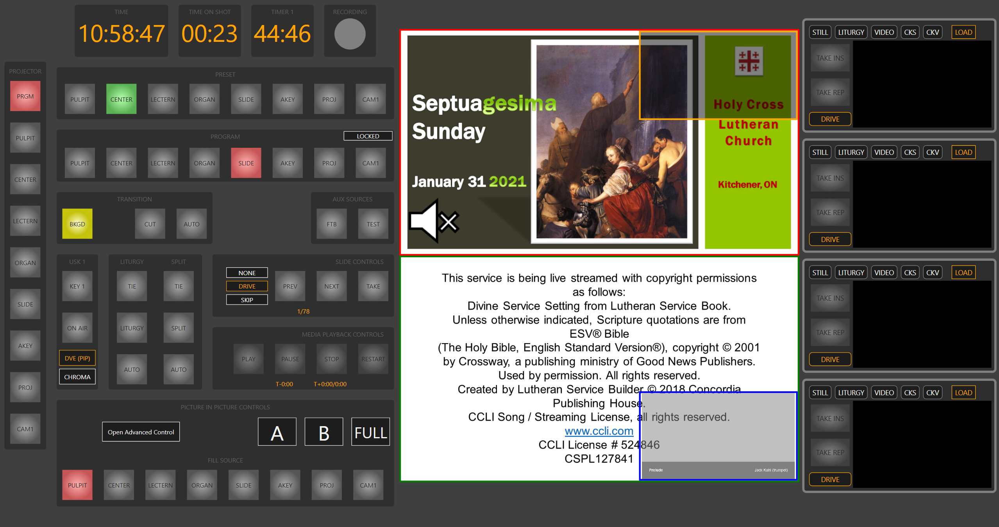 TIME
10:58:47
TIME ON SHOT
00:23
TIMER 1
44:46
RECORDING
PROJECTOR
PRGM
PULPIT
CENTER
LECTERN
ORGAN
SLIDE
AKEY
PROJ
CAM1
PRESET
PULPIT CENTER LECTERN ORGAN SLIDE AKEY PROJ CAM1
PROGRAM LOCKED
PULPIT CENTER LECTERN ORGAN SLIDE AKEY PROJ CAM1
TRANSITION
BKGD CUT AUTO
AUX SOURCES
FTB TEST
USK 1
KEY 1
ON AIR
DVE (PIP)
CHROMA
LITURGY SPLIT
TIE TIE
LITURGY SPLIT
AUTO AUTO
SLIDE CONTROLS
NONE
DRIVE
SKIP
PREV NEXT TAKE
1/78
MEDIA PLAYBACK CONTROLS
PLAY PAUSE STOP RESTART
T-0:00 T+0:00/0:00
PICTURE IN PICTURE CONTROLS
Open Advanced Control A B FULL
FILL SOURCE
PULPIT CENTER LECTERN ORGAN SLIDE AKEY PROJ CAM1
Septuagesima
Sunday
January 31 2021
Holy Cross
Lutheran
Church
Kitchener, ON
This service is being live streamed with copyright permissions
as follows:
Divine Service Setting from Lutheran Service Book.
Unless otherwise indicated, Scripture quotations are from
ESV® Bible
(The Holy Bible, English Standard Version®), copyright © 2001
by Crossway, a publishing ministry of Good News Publishers.
Used by permission. All rights reserved.
Created by Lutheran Service Builder © 2018 Concordia
Publishing House.
CCLI Song / Streaming License, all rights reserved.
www.ccli.com
CCLI License # 524846
CSPL127841
Prelude Jack Kahl (trumpet)
STILL LITURGY VIDEO CKS CKV LOAD
TAKE INS
TAKE REP
DRIVE
STILL LITURGY VIDEO CKS CKV LOAD
TAKE INS
TAKE REP
DRIVE
STILL LITURGY VIDEO CKS CKV LOAD
TAKE INS
TAKE REP
DRIVE
STILL LITURGY VIDEO CKS CKV LOAD
TAKE INS
TAKE REP
DRIVE